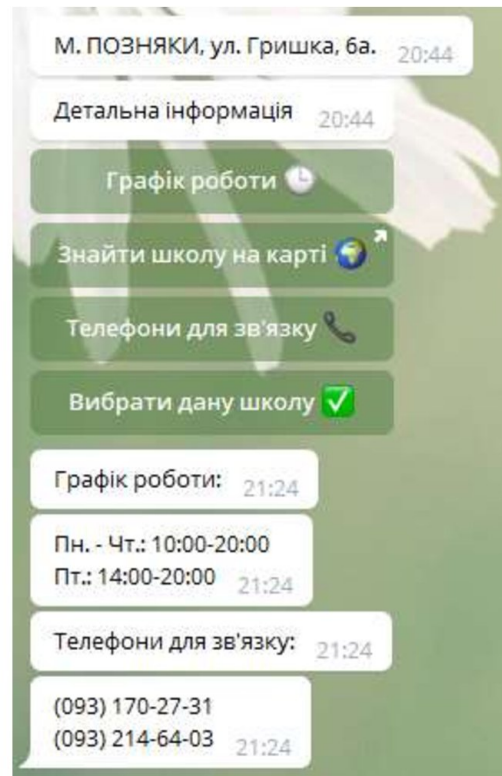 М. ПОЗНЯКИ, ул. Гришка, 6а. 20:44
Детальна інформація 20:44
Графік роботи 🕒
Знайти школу на карті 🌍
Телефони для зв'язку 📞
Вибрати дану школу ✅
Графік роботи: 21:24
Пн. - Чт.: 10:00-20:00
Пт.: 14:00-20:00 21:24
Телефони для зв'язку: 21:24
(093) 170-27-31
(093) 214-64-03 21:24